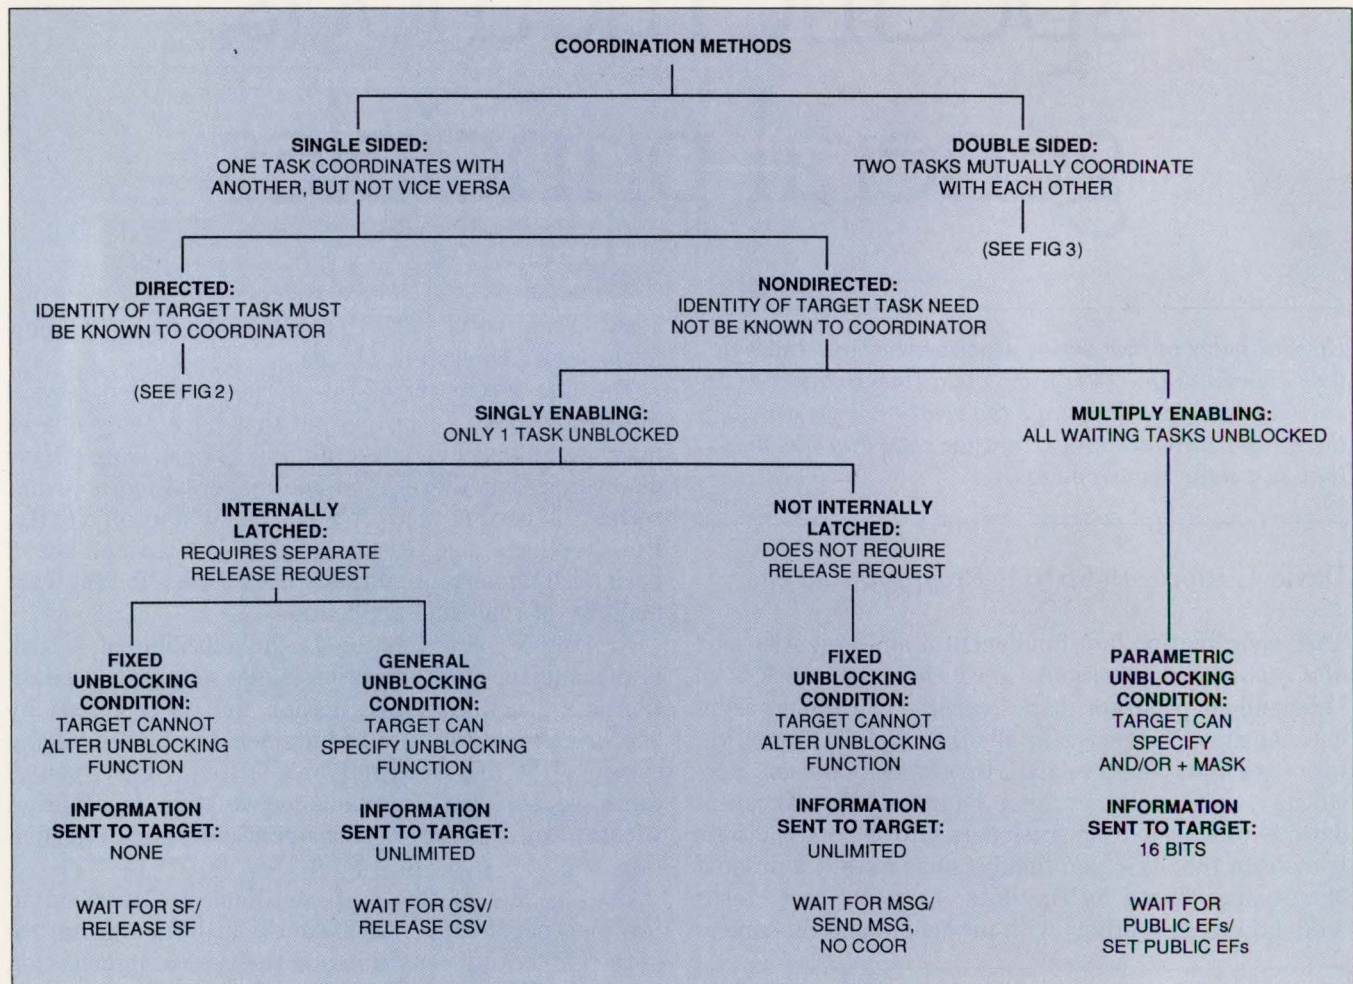 COORDINATION METHODS
SINGLE SIDED:
ONE TASK COORDINATES WITH
ANOTHER, BUT NOT VICE VERSA
DOUBLE SIDED:
TWO TASKS MUTUALLY COORDINATE
WITH EACH OTHER
(SEE FIG 3)
DIRECTED:
IDENTITY OF TARGET TASK MUST
BE KNOWN TO COORDINATOR
(SEE FIG 2)
NONDIRECTED:
IDENTITY OF TARGET TASK NEED
NOT BE KNOWN TO COORDINATOR
SINGLY ENABLING:
ONLY 1 TASK UNBLOCKED
MULTIPLY ENABLING:
ALL WAITING TASKS UNBLOCKED
INTERNALLY
LATCHED:
REQUIRES SEPARATE
RELEASE REQUEST
NOT INTERNALLY
LATCHED:
DOES NOT REQUIRE
RELEASE REQUEST
FIXED
UNBLOCKING
CONDITION:
TARGET CANNOT
ALTER UNBLOCKING
FUNCTION
INFORMATION
SENT TO TARGET:
NONE
WAIT FOR SF/
RELEASE SF
GENERAL
UNBLOCKING
CONDITION:
TARGET CAN
SPECIFY UNBLOCKING
FUNCTION
INFORMATION
SENT TO TARGET:
UNLIMITED
WAIT FOR CSV/
RELEASE CSV
FIXED
UNBLOCKING
CONDITION:
TARGET CANNOT
ALTER UNBLOCKING
FUNCTION
INFORMATION
SENT TO TARGET:
UNLIMITED
WAIT FOR MSG/
SEND MSG,
NO COOR
PARAMETRIC
UNBLOCKING
CONDITION:
TARGET CAN
SPECIFY
AND/OR + MASK
INFORMATION
SENT TO TARGET:
16 BITS
WAIT FOR
PUBLIC EFs/
SET PUBLIC EFs